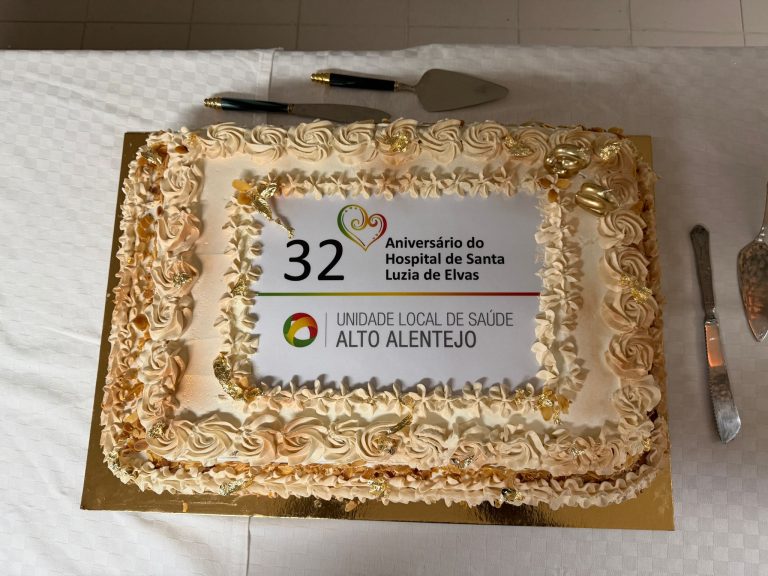 32
Aniversário do
Hospital de Santa
Luzia de Elvas
UNIDADE LOCAL DE SAÚDE
ALTO ALENTEJO